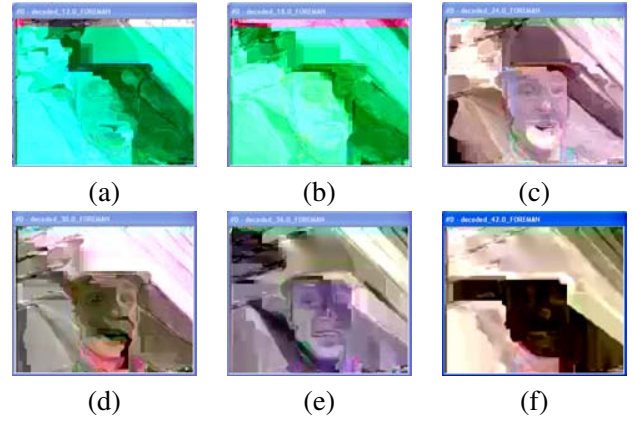 #0 - decoded_12.0_FOREMAN
#0 - decoded_18.0_FOREMAN
#0 - decoded_24.0_FOREMAN
(a)
(b)
(c)
#0 - decoded_30.0_FOREMAN
#0 - decoded_36.0_FOREMAN
#0 - decoded_42.0_FOREMAN
(d)
(e)
(f)